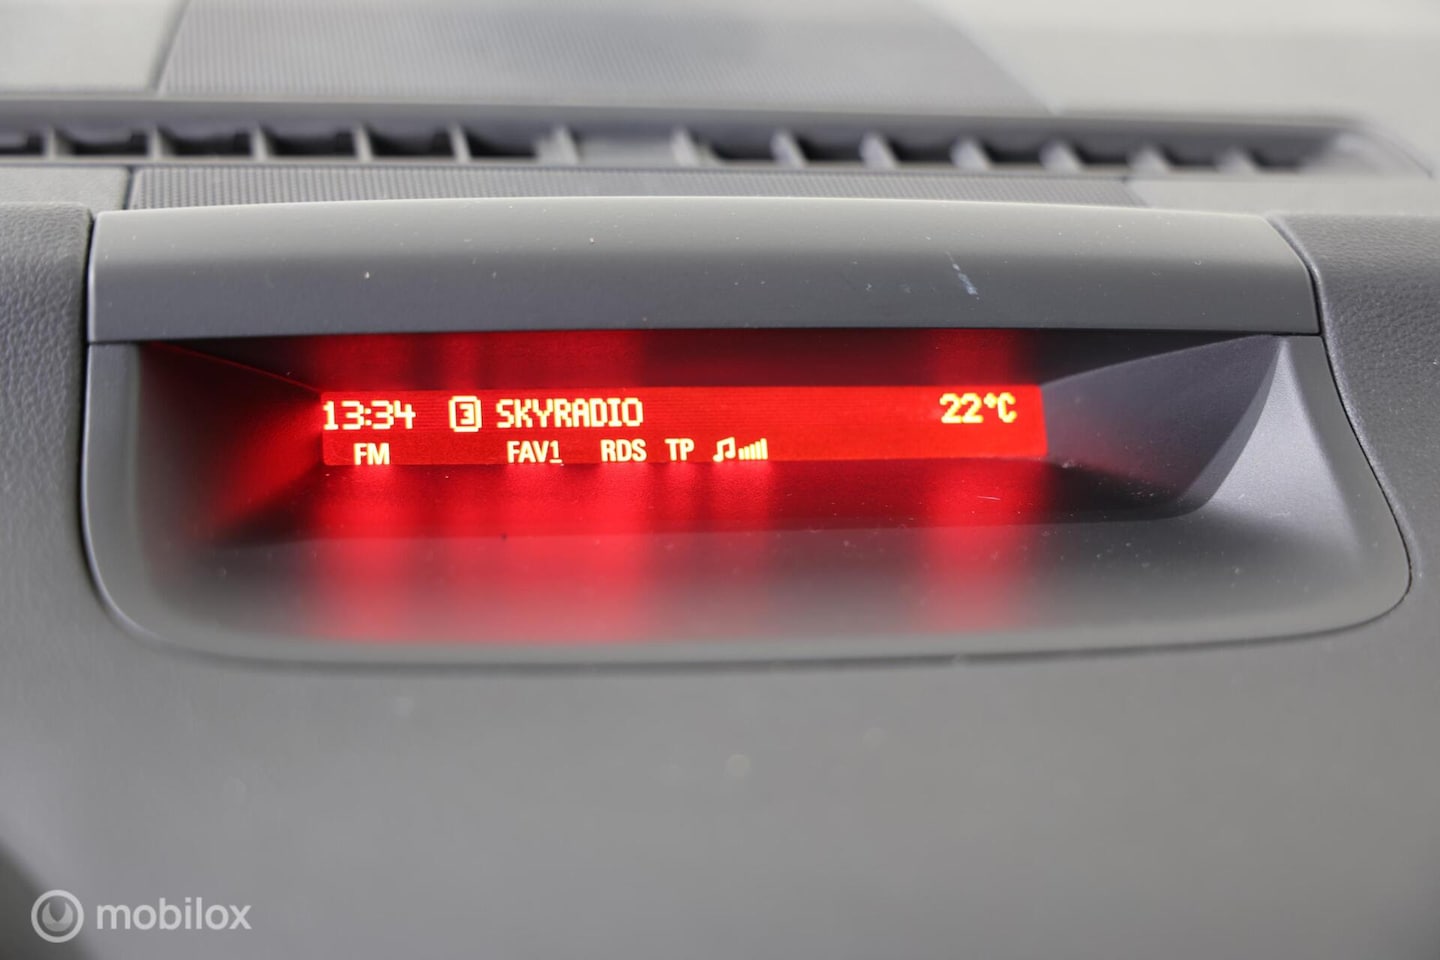 13:34 3 SKYRADIO 22°C
FM FAV1 RDS TP
mobilox